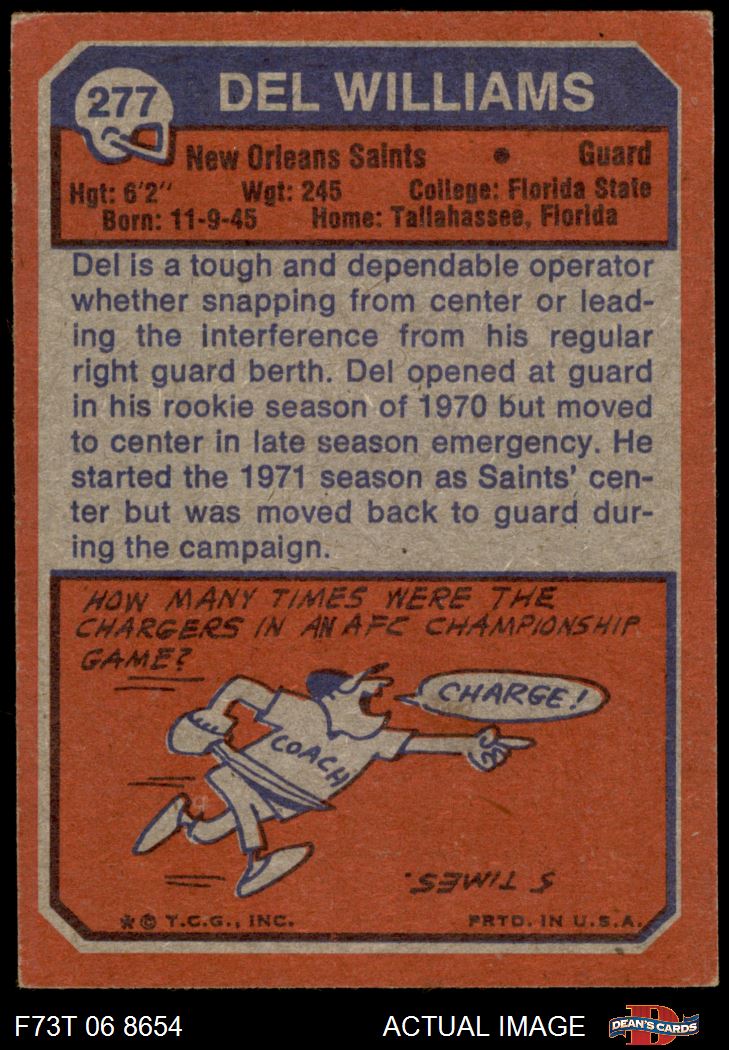 277
DEL WILLIAMS
New Orleans Saints • Guard
Hgt: 6'2" Wgt: 245 College: Florida State
Born: 11-9-45 Home: Tallahassee, Florida
Del is a tough and dependable operator
whether snapping from center or lead-
ing the interference from his regular
right guard berth. Del opened at guard
in his rookie season of 1970 but moved
to center in late season emergency. He
started the 1971 season as Saints' cen-
ter but was moved back to guard dur-
ing the campaign.
HOW MANY TIMES WERE THE
CHARGERS IN AN AFC CHAMPIONSHIP
GAME?
CHARGE!
COACH
5 TIMES.
* © T.C.G., INC. PRTD. IN U.S.A.
F73T 06 8654 ACTUAL IMAGE
D
DEAN'S CARDS